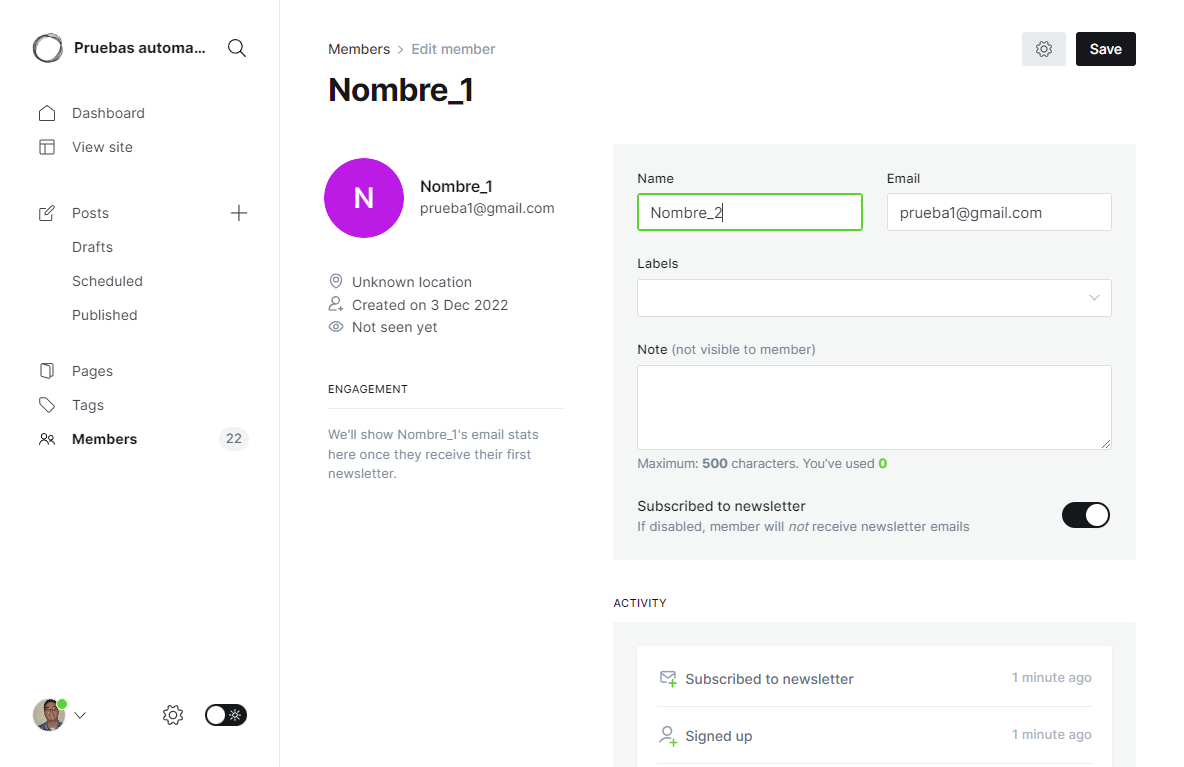 Pruebas automa...
Dashboard
View site
Posts
Drafts
Scheduled
Published
Pages
Tags
Members 22
Members > Edit member
Save
Nombre_1
N
Nombre_1
prueba1@gmail.com
Unknown location
Created on 3 Dec 2022
Not seen yet
ENGAGEMENT
We'll show Nombre_1's email stats
here once they receive their first
newsletter.
Name
Nombre_2
Email
prueba1@gmail.com
Labels
Note (not visible to member)
Maximum: 500 characters. You've used 0
Subscribed to newsletter
If disabled, member will not receive newsletter emails
ACTIVITY
Subscribed to newsletter 1 minute ago
Signed up 1 minute ago